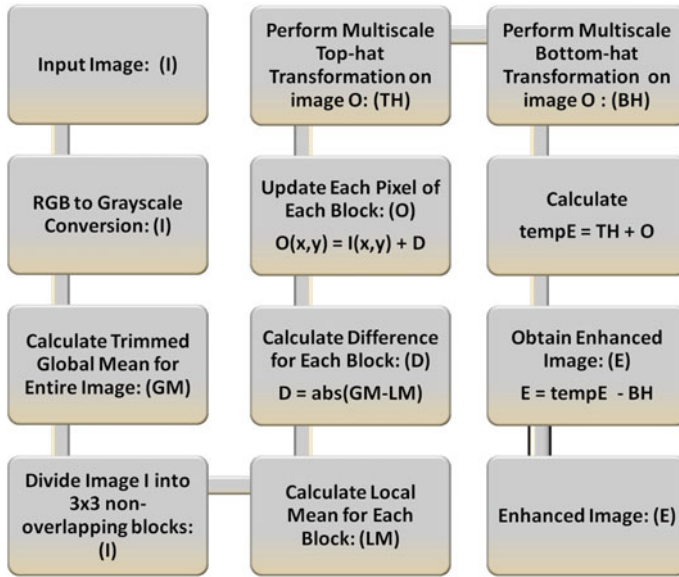 Input Image: (I)
RGB to Grayscale
Conversion: (I)
Calculate Trimmed
Global Mean for
Entire Image: (GM)
Divide Image I into
3x3 non-
overlapping blocks:
(I)
Calculate Local
Mean for Each
Block: (LM)
Calculate Difference
for Each Block: (D)
D = abs(GM-LM)
Update Each Pixel of
Each Block: (O)
O(x,y) = I(x,y) + D
Perform Multiscale
Top-hat
Transformation on
image O: (TH)
Perform Multiscale
Bottom-hat
Transformation on
image O : (BH)
Calculate
tempE = TH + O
Obtain Enhanced
Image: (E)
E = tempE - BH
Enhanced Image: (E)